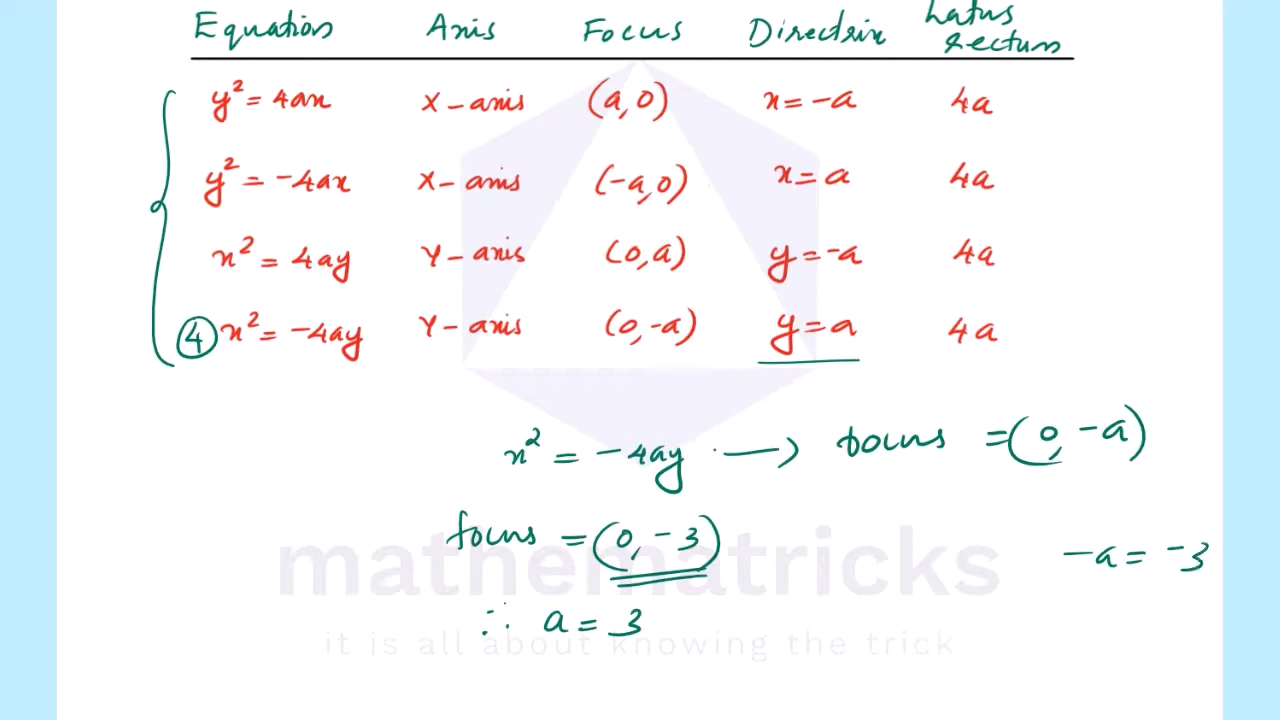 Equation Axis Focus Directrix Latus Rectum
y² = 4ax X-axis (a, 0) x = -a 4a
y² = -4ax X-axis (-a, 0) x = a 4a
x² = 4ay Y-axis (0, a) y = -a 4a
④ x² = -4ay Y-axis (0, -a) y = a 4a
x² = -4ay → focus = (0, -a)
focus = (0, -3)
-a = -3
mathematricks
∴ a = 3
it is all about knowing the trick